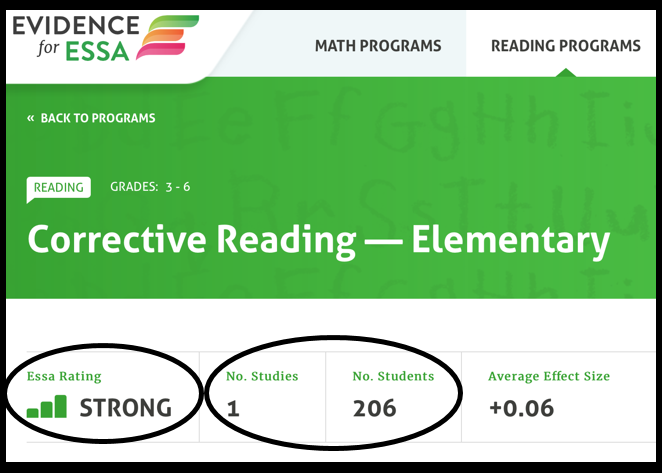 EVIDENCE
for ESSA
MATH PROGRAMS
READING PROGRAMS
« BACK TO PROGRAMS
READING
GRADES: 3 - 6
Corrective Reading — Elementary
Essa Rating
STRONG
No. Studies
1
No. Students
206
Average Effect Size
+0.06